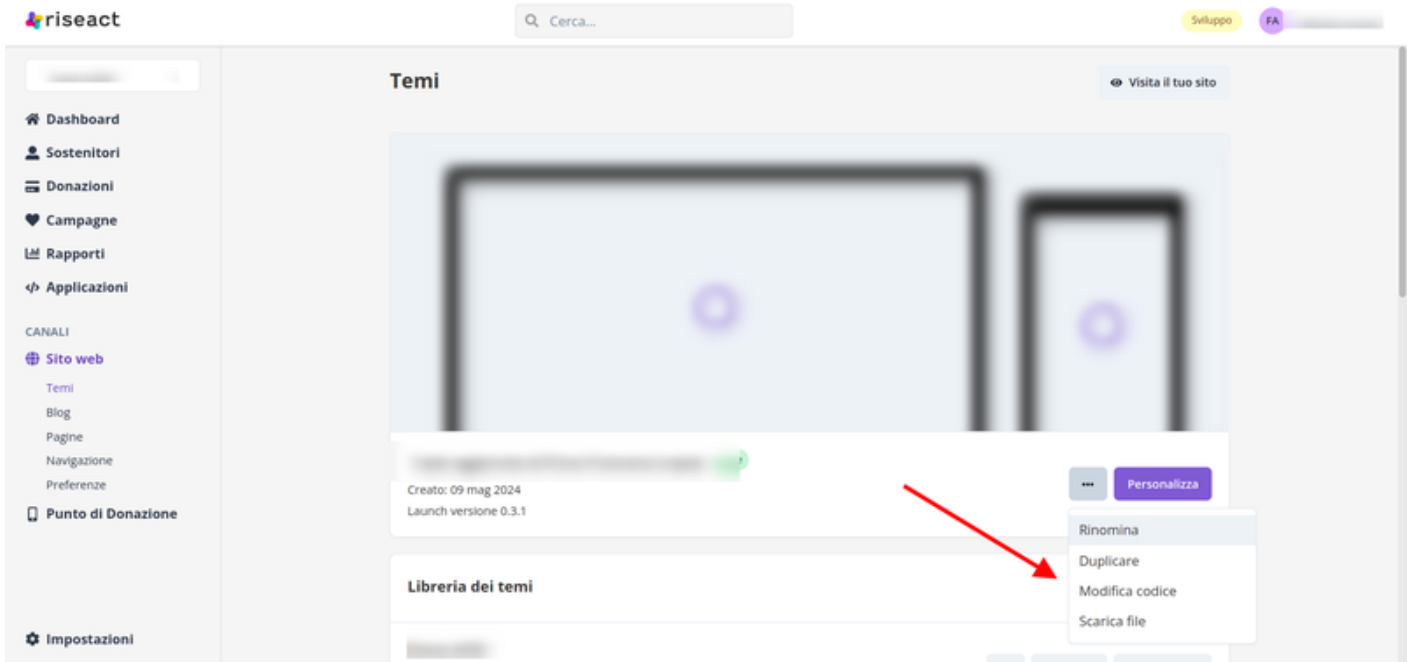 riseact
Cerca...
Sviluppo
FA
Temi
Visita il tuo sito
Dashboard
Sostenitori
Donazioni
Campagne
Rapporti
Applicazioni
CANALI
Sito web
Temi
Blog
Pagine
Navigazione
Preferenze
Punto di Donazione
Impostazioni
Creato: 09 mag 2024
Launch versione 0.3.1
...
Personalizza
Rinomina
Duplicare
Modifica codice
Scarica file
Libreria dei temi